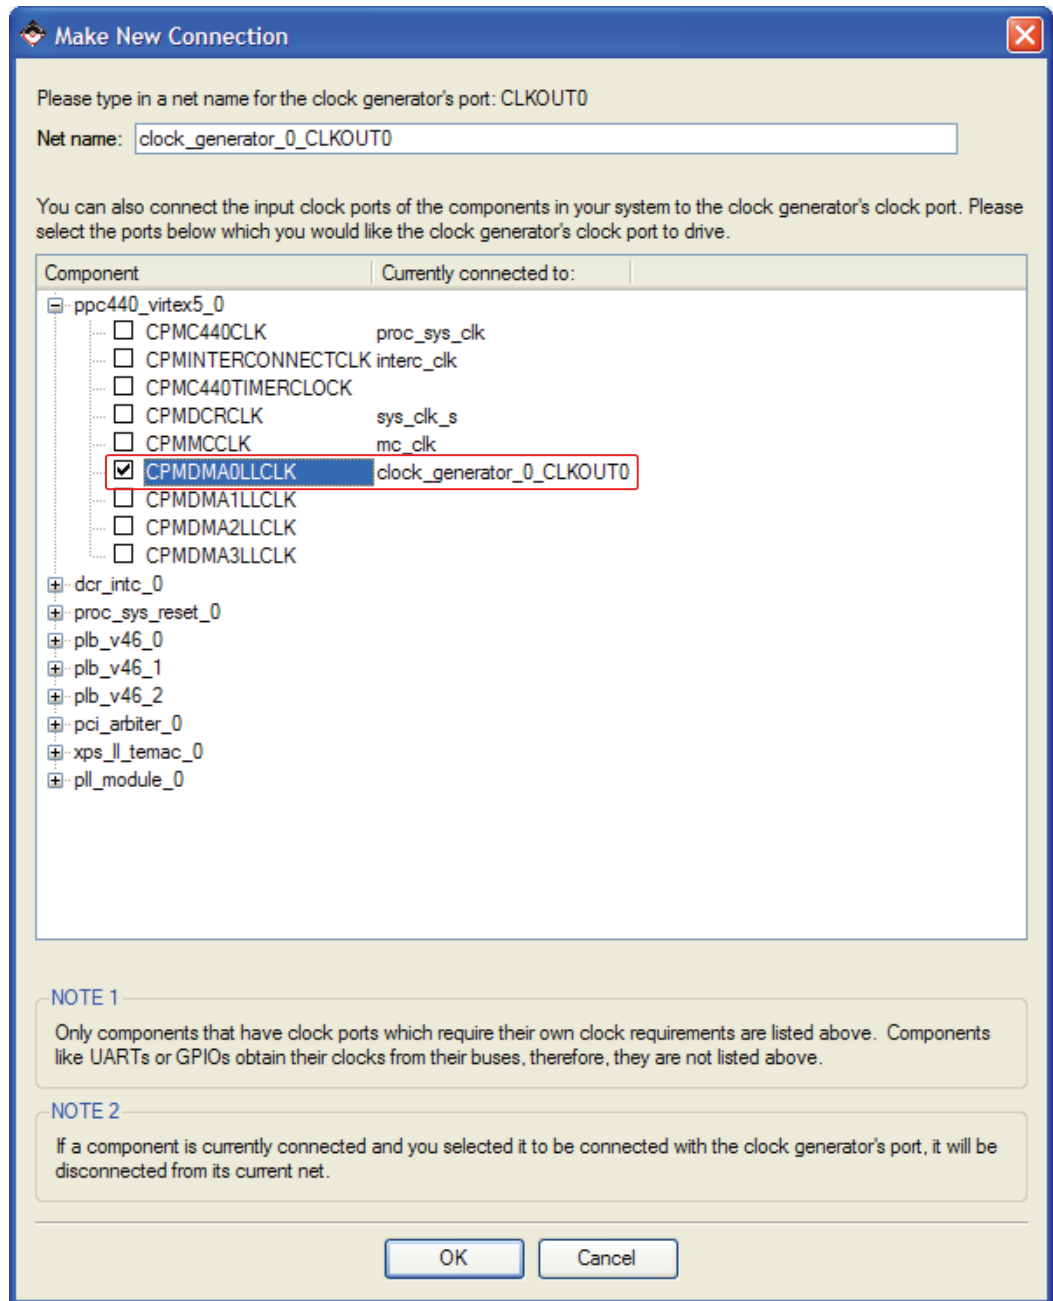 Make New Connection
Please type in a net name for the clock generator's port: CLKOUT0
Net name: clock_generator_0_CLKOUT0
You can also connect the input clock ports of the components in your system to the clock generator's clock port. Please
select the ports below which you would like the clock generator's clock port to drive.
Component Currently connected to:
ppc440_virtex5_0
CPMC440CLK proc_sys_clk
CPMINTERCONNECTCLK interc_clk
CPMC440TIMERCLOCK
CPMDCRCLK sys_clk_s
CPMMCCLK mc_clk
CPMDMA0LLCLK clock_generator_0_CLKOUT0
CPMDMA1LLCLK
CPMDMA2LLCLK
CPMDMA3LLCLK
dcr_intc_0
proc_sys_reset_0
plb_v46_0
plb_v46_1
plb_v46_2
pci_arbiter_0
xps_ll_temac_0
pll_module_0
NOTE 1
Only components that have clock ports which require their own clock requirements are listed above. Components
like UARTs or GPIOs obtain their clocks from their buses, therefore, they are not listed above.
NOTE 2
If a component is currently connected and you selected it to be connected with the clock generator's port, it will be
disconnected from its current net.
OK Cancel